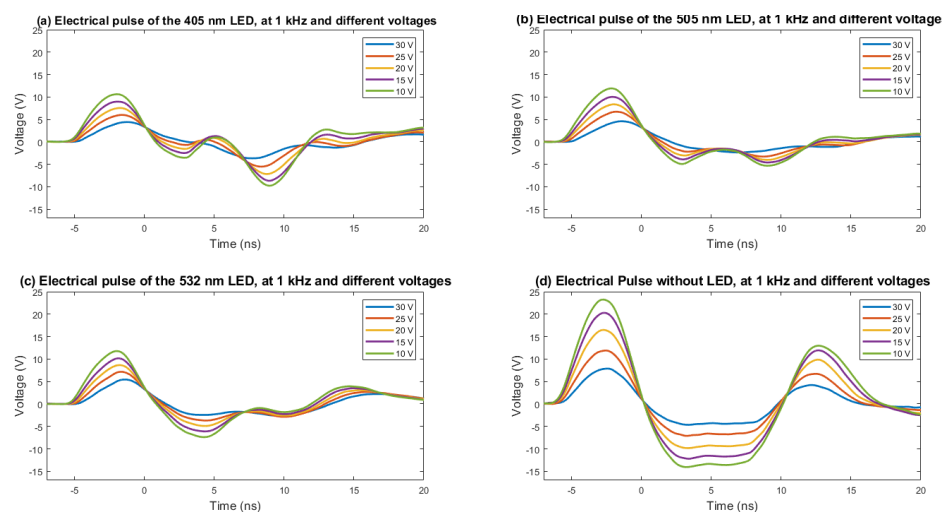 (a) Electrical pulse of the 405 nm LED, at 1 kHz and different voltages
25
20
15
10
5
0
-5
-10
-15
Voltage (V)
30 V
25 V
20 V
15 V
10 V
-5
0
5
10
15
20
Time (ns)
(b) Electrical pulse of the 505 nm LED, at 1 kHz and different voltage
25
20
15
10
5
0
-5
-10
-15
Voltage (V)
30 V
25 V
20 V
15 V
10 V
-5
0
5
10
15
20
Time (ns)
(c) Electrical pulse of the 532 nm LED, at 1 kHz and different voltages
25
20
15
10
5
0
-5
-10
-15
Voltage (V)
30 V
25 V
20 V
15 V
10 V
-5
0
5
10
15
20
Time (ns)
(d) Electrical Pulse without LED, at 1 kHz and different voltages
25
20
15
10
5
0
-5
-10
-15
Voltage (V)
30 V
25 V
20 V
15 V
10 V
-5
0
5
10
15
20
Time (ns)